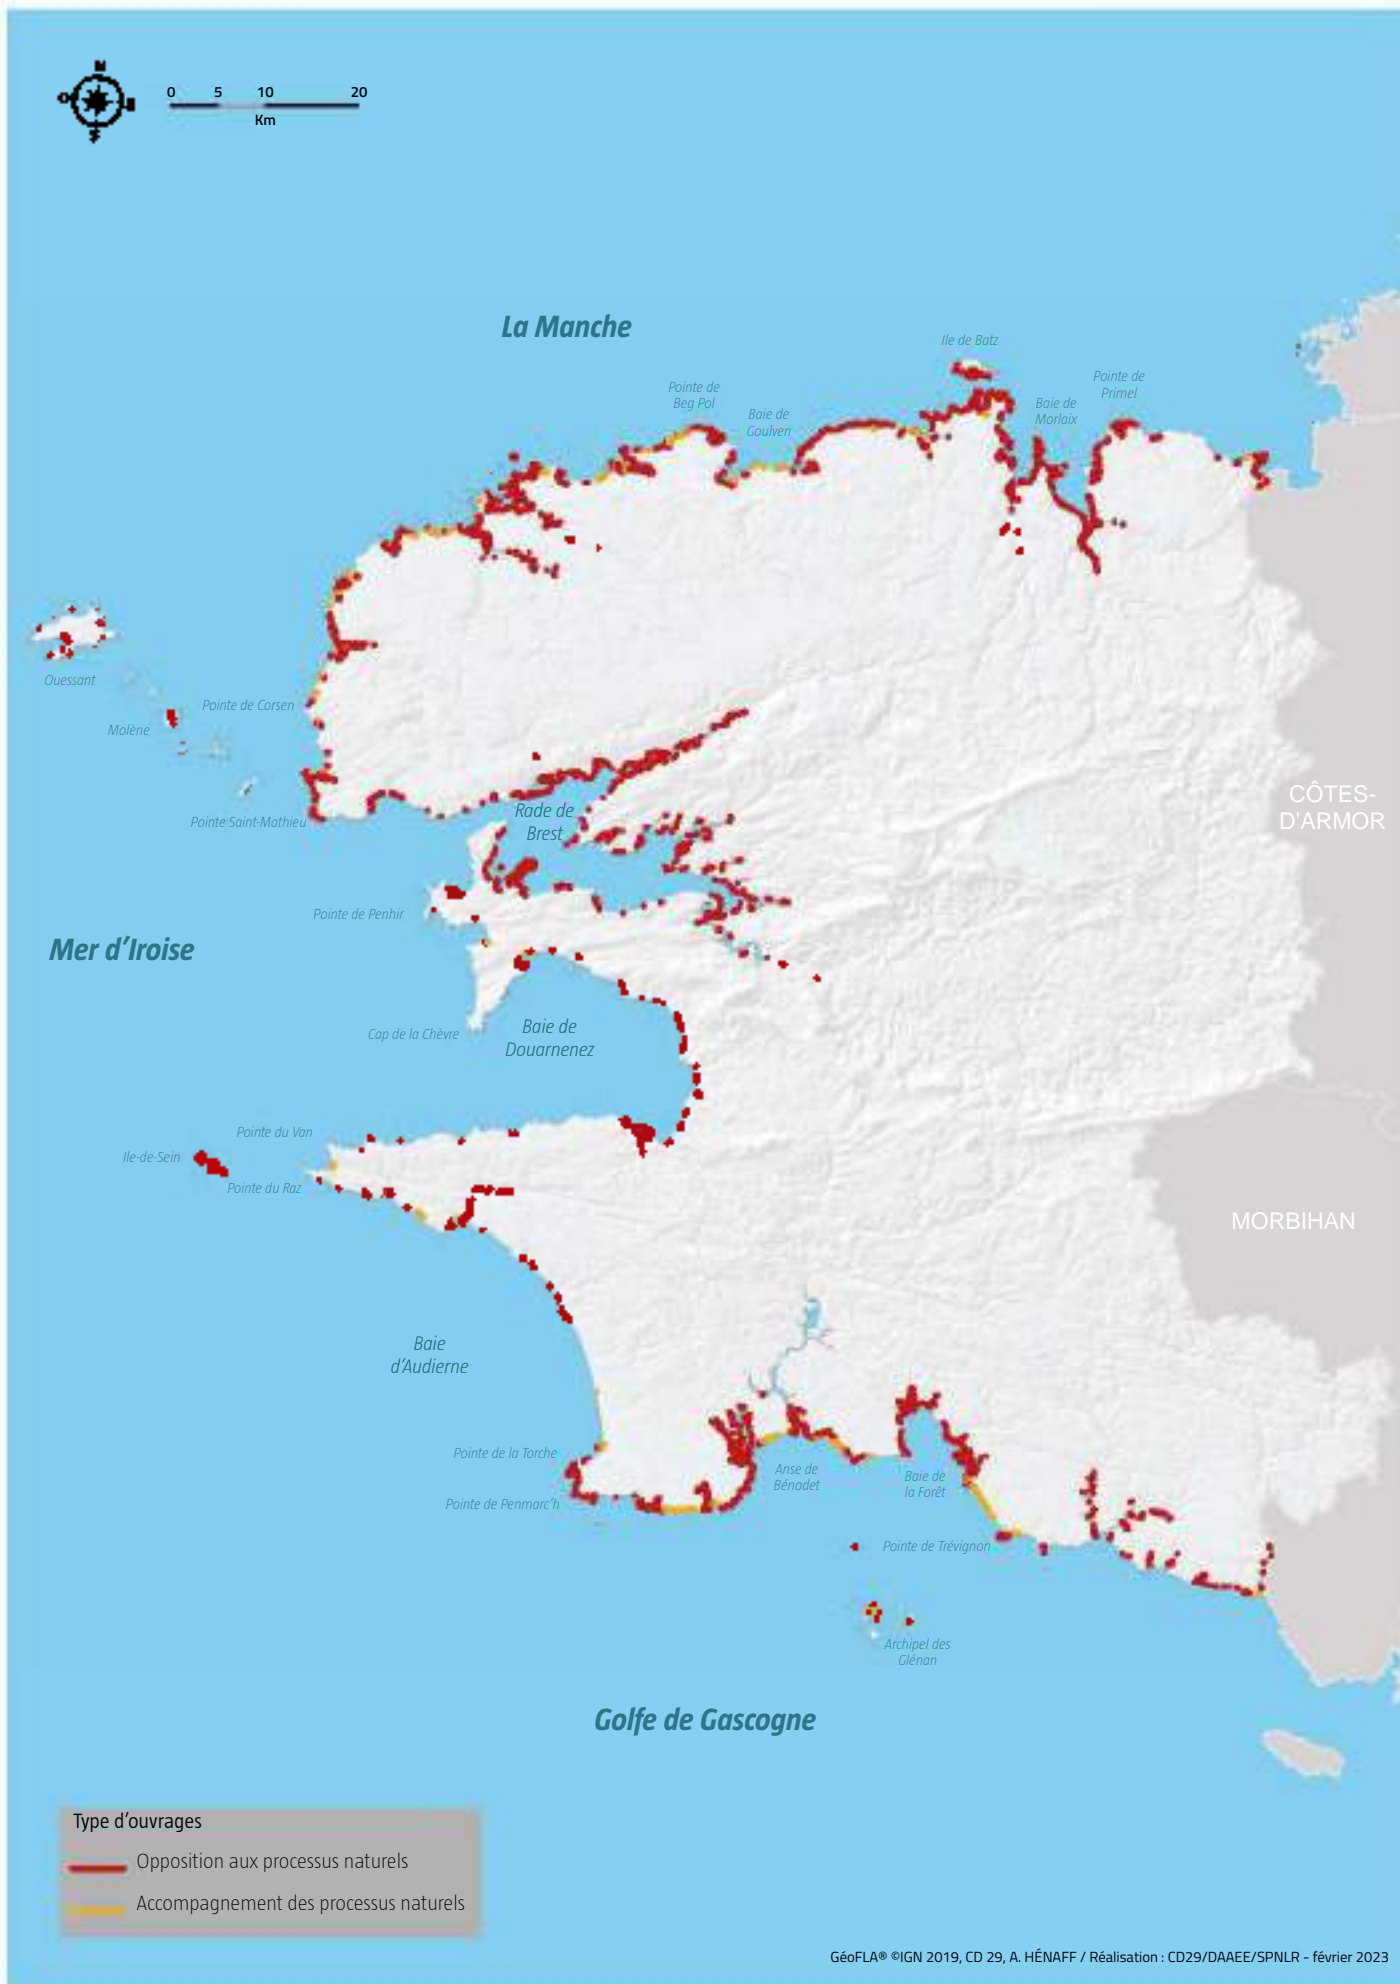 N
O
E
S
0 5 10 20
Km
La Manche
Ile de Batz
Pointe de
Primel
Pointe de
Beg Pol
Baie de
Morlaix
Baie de
Goulven
Ouessant
Pointe de Corsen
Molène
CÔTES-
D'ARMOR
Rade de
Brest
Pointe Saint-Mathieu
Pointe de Penhir
Mer d'Iroise
Baie de
Douarnenez
Cap de la Chèvre
Pointe du Van
Ile-de-Sein
Pointe du Raz
MORBIHAN
Baie
d'Audierne
Pointe de la Torche
Anse de
Bénodet
Baie de
la Forêt
Pointe de Penmarc'h
Pointe de Trévignon
Archipel des
Glénan
Golfe de Gascogne
Type d'ouvrages
Opposition aux processus naturels
Accompagnement des processus naturels
GéoFLA® ©IGN 2019, CD 29, A. HÉNAFF / Réalisation : CD29/DAAEE/SPNLR - février 2023